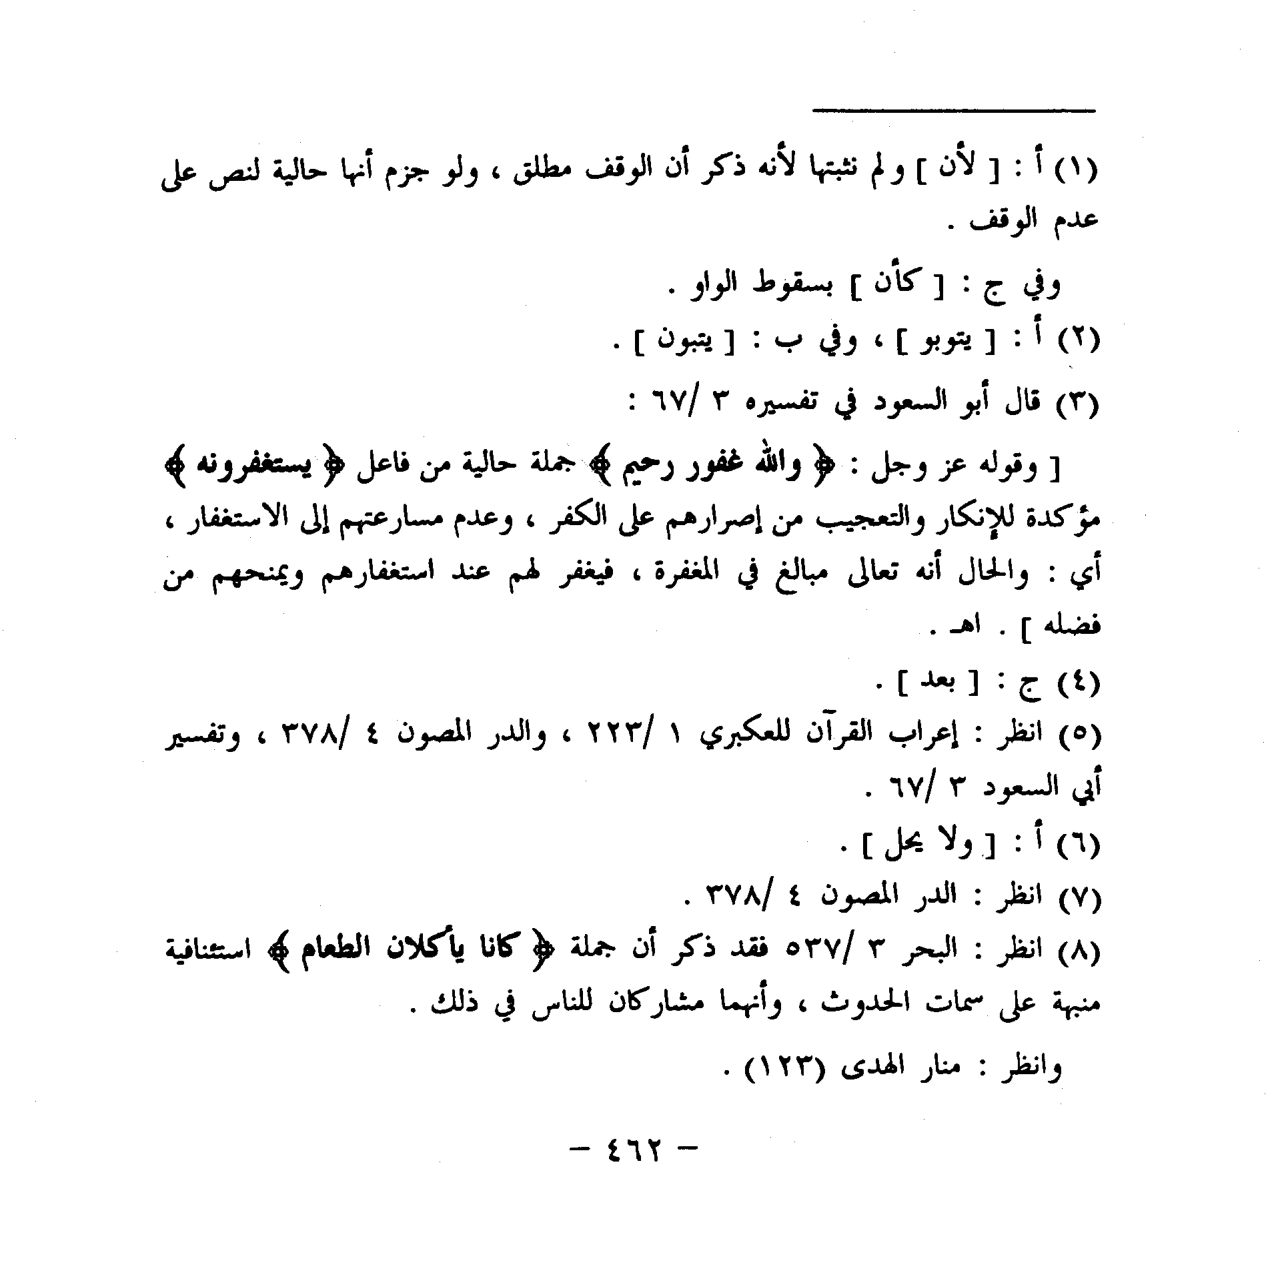 (١) أ : [ لأن ] ولم نثبتها لأنه ذكر أن الوقف مطلق ، ولو جزم أنها حالية لنص على
عدم الوقف .
وفي ج : [ كأن ] بسقوط الواو .
(٢) أ : [ يتوبو ] ، وفي ب : [ يتبون ] .
(٣) قال أبو السعود في تفسيره ٣ /٦٧ :
[ وقوله عز وجل : ﴿ والله غفور رحيم ﴾ جملة حالية من فاعل ﴿ يستغفرونه ﴾
مؤكدة للإنكار والتعجيب من إصرارهم على الكفر ، وعدم مسارعتهم إلى الاستغفار ،
أي : والحال أنه تعالى مبالغ في المغفرة ، فيغفر لهم عند استغفارهم ويمنحهم من
فضله ] . اهـ .
(٤) ج : [ بعد ] .
(٥) انظر : إعراب القرآن للعكبري ١ /٢٢٣ ، والدر المصون ٤ /٣٧٨ ، وتفسير
أبي السعود ٣ /٦٧ .
(٦) أ : [ ولا يحل ] .
(٧) انظر : الدر المصون ٤ /٣٧٨ .
(٨) انظر : البحر ٣ /٥٣٧ فقد ذكر أن جملة ﴿ كانا يأكلان الطعام ﴾ استئنافية
منبهة على سمات الحدوث ، وأنهما مشاركان للناس في ذلك .
وانظر : منار الهدى (١٢٣) .
– ٤٦٢ –